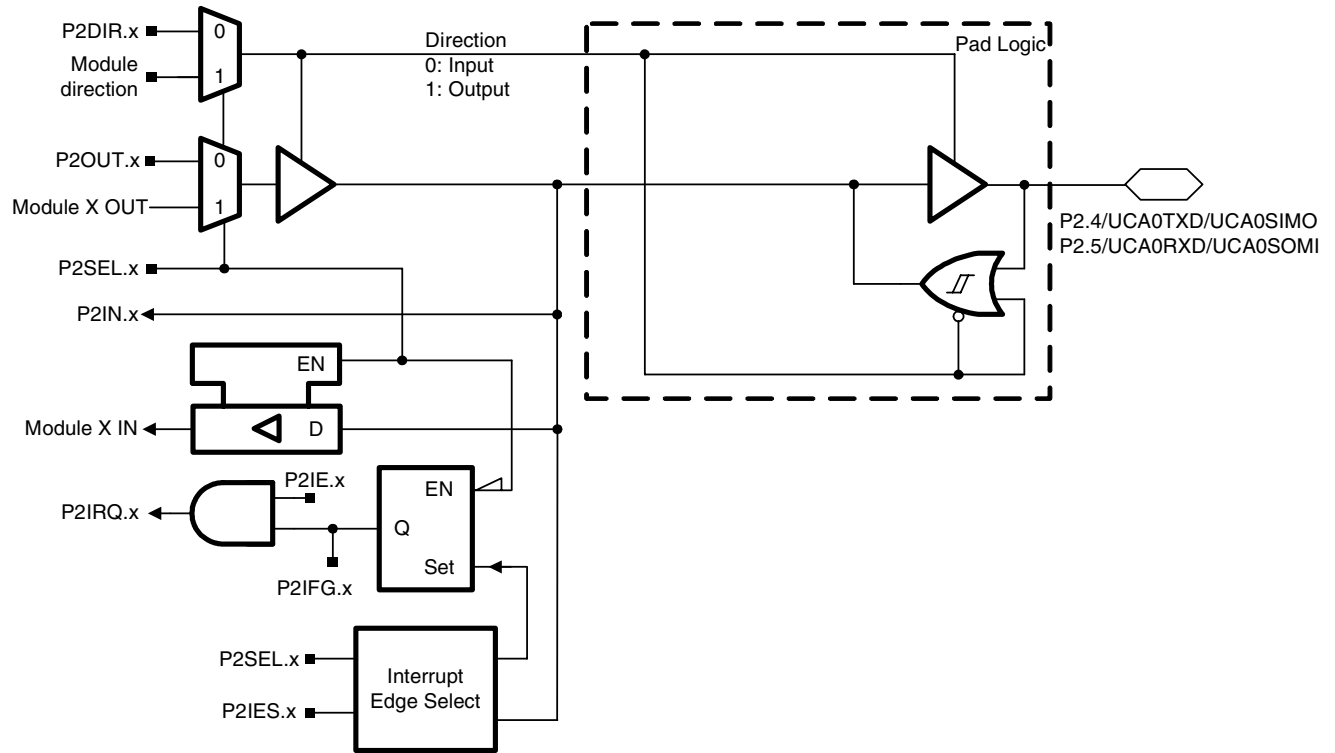 P2DIR.x
0
Module
direction
1
Direction
0: Input
1: Output
Pad Logic
P2OUT.x
0
Module X OUT
1
P2.4/UCA0TXD/UCA0SIMO
P2.5/UCA0RXD/UCA0SOMI
P2SEL.x
P2IN.x
EN
Module X IN
D
P2IE.x
EN
P2IRQ.x
Q
Set
P2IFG.x
P2SEL.x
Interrupt
Edge Select
P2IES.x